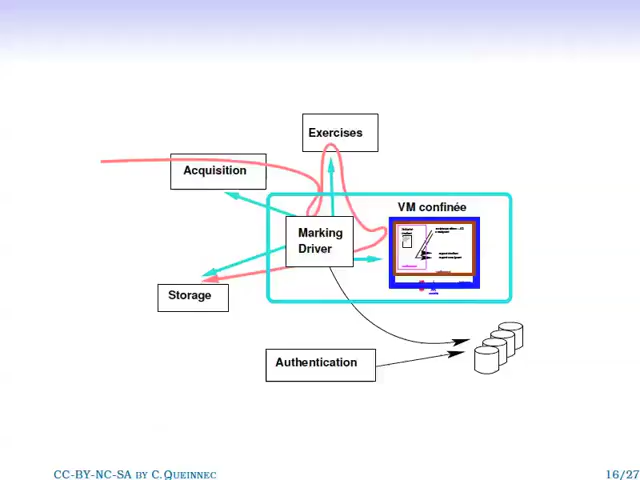 Exercises
Acquisition
VM confinée
Marking
Driver
Storage
Authentication
CC-BY-NC-SA BY C.QUEINNEC
16/27